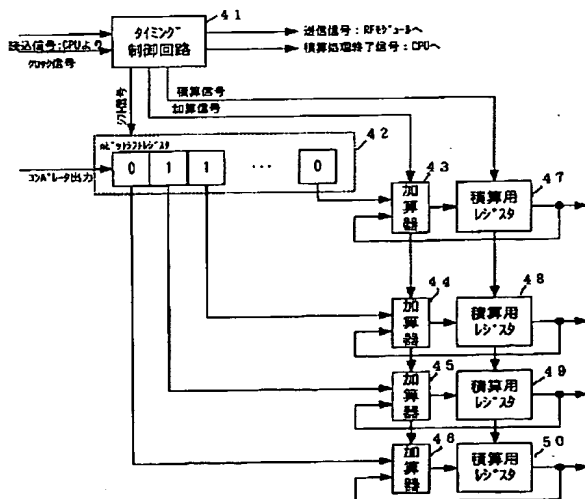 41
タイミング
制御回路
読込信号:CPUより
クロック信号
送信信号:RFモジュールへ
積算処理終了信号:CPUへ
積算信号
加算信号
シフト信号
42
nビットシフトレジスタ
コンパレータ出力
0 1 1 ... 0
43
加算器
47
積算用
レジスタ
44
加算器
48
積算用
レジスタ
45
加算器
49
積算用
レジスタ
46
加算器
50
積算用
レジスタ